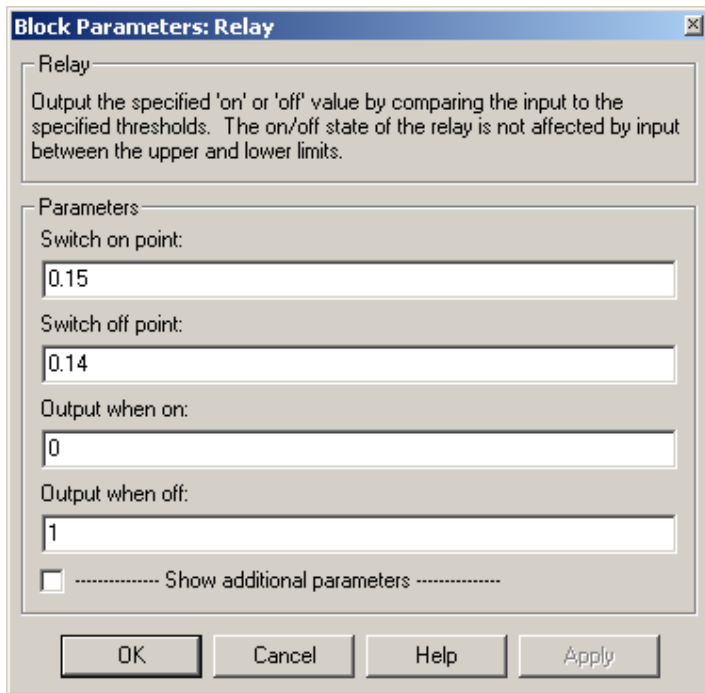 Block Parameters: Relay
Relay
Output the specified 'on' or 'off' value by comparing the input to the
specified thresholds. The on/off state of the relay is not affected by input
between the upper and lower limits.
Parameters
Switch on point:
0.15
Switch off point:
0.14
Output when on:
0
Output when off:
1
--------------- Show additional parameters ---------------
OK Cancel Help Apply